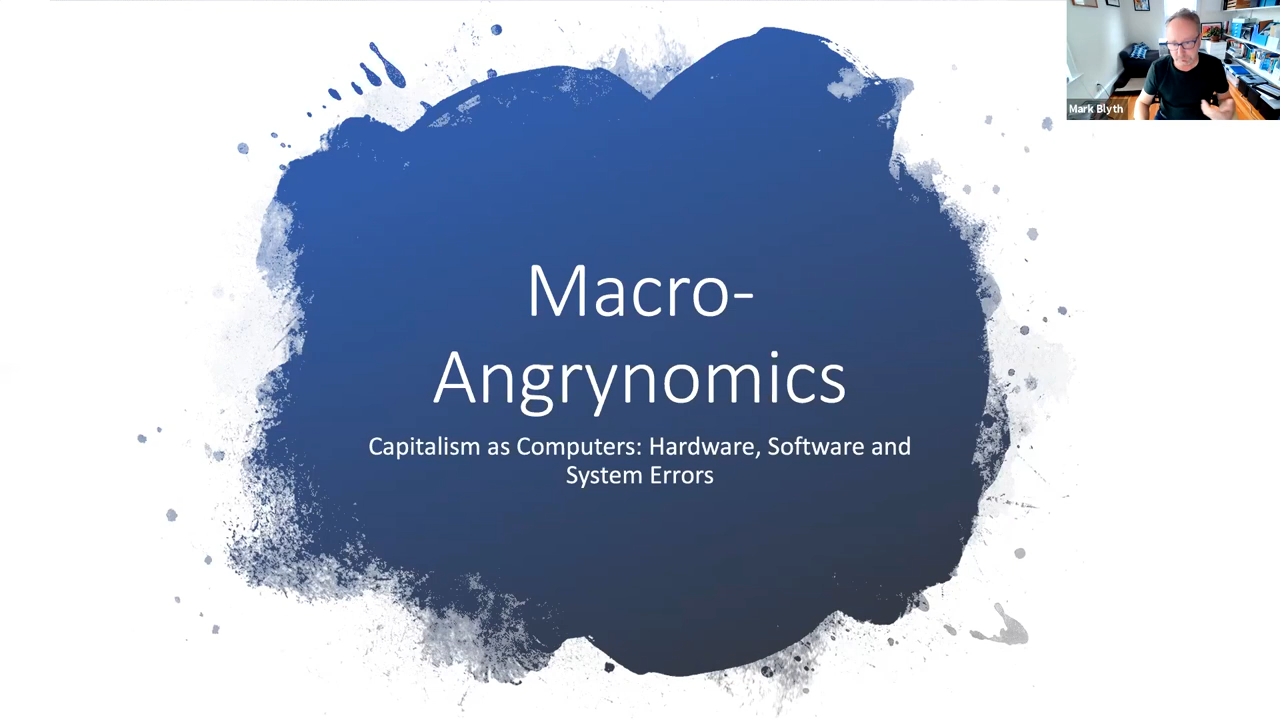 Mark Blyth
Macro-
Angrynomics
Capitalism as Computers: Hardware, Software and
System Errors